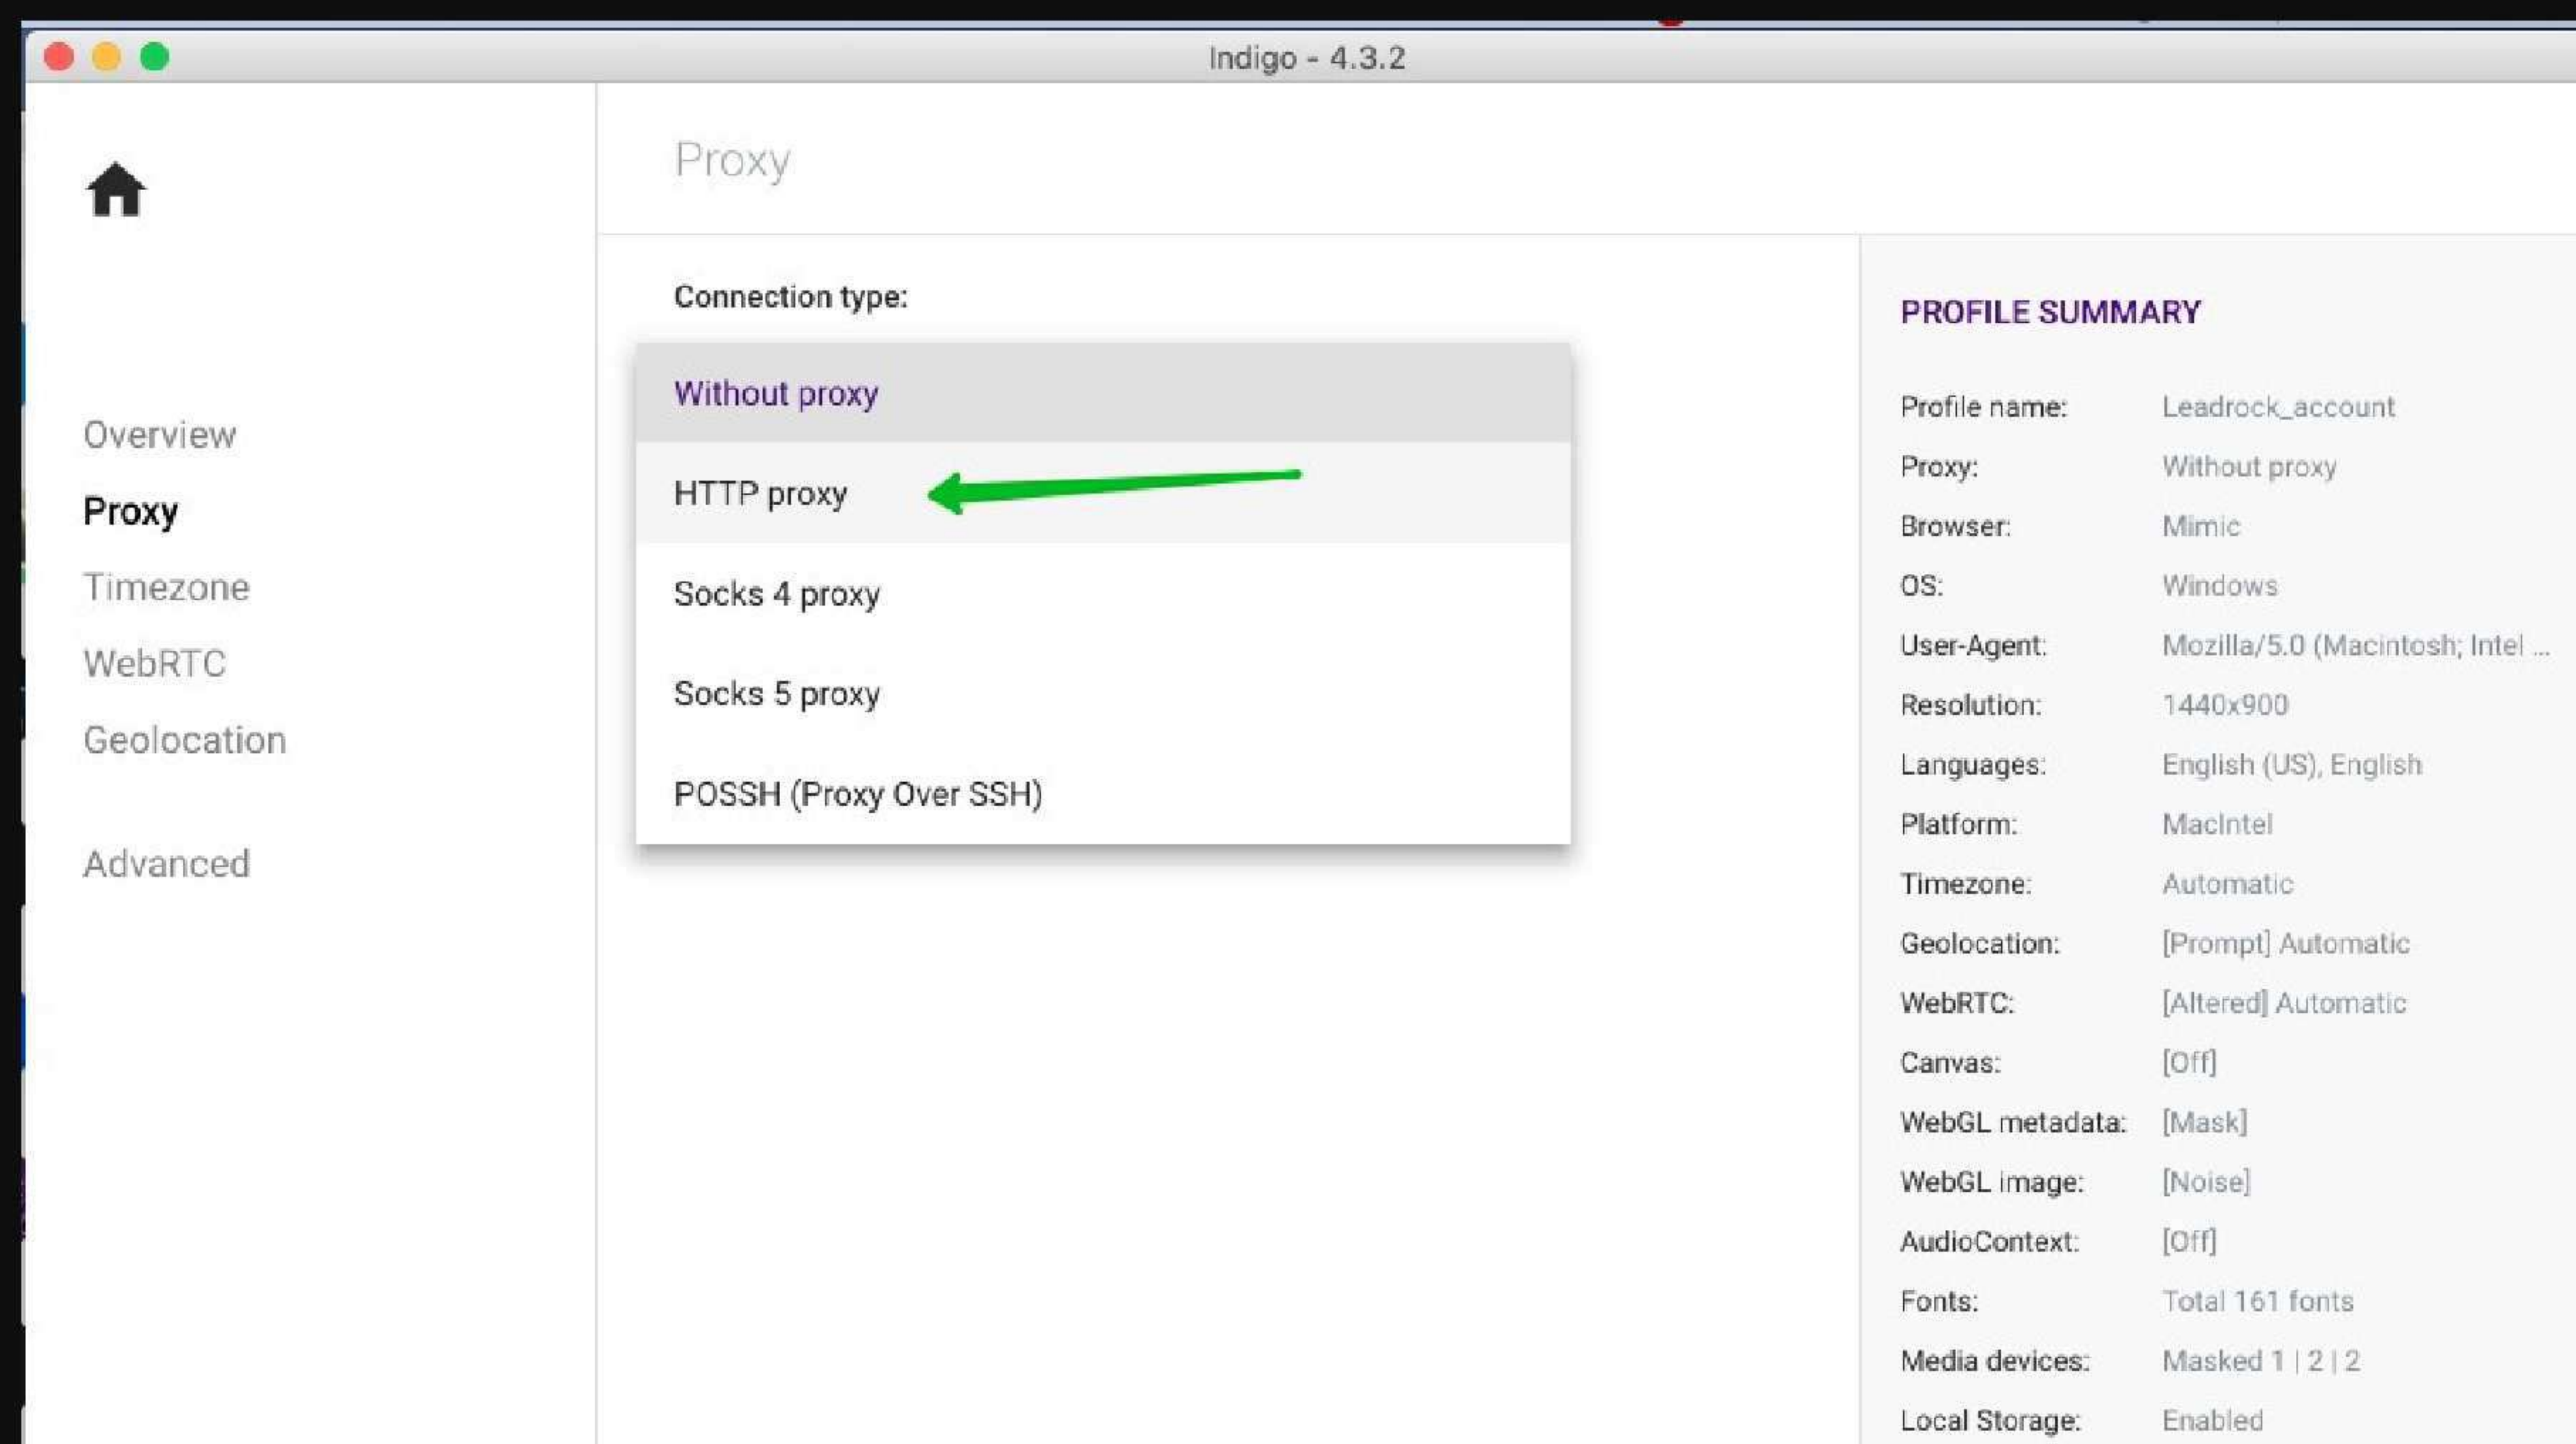 Indigo - 4.3.2
Proxy
Overview
Proxy
Timezone
WebRTC
Geolocation
Advanced
Connection type:
Without proxy
HTTP proxy
Socks 4 proxy
Socks 5 proxy
POSSH (Proxy Over SSH)
PROFILE SUMMARY
Profile name: Leadrock_account
Proxy: Without proxy
Browser: Mimic
OS: Windows
User-Agent: Mozilla/5.0 (Macintosh; Intel ...
Resolution: 1440x900
Languages: English (US), English
Platform: MacIntel
Timezone: Automatic
Geolocation: [Prompt] Automatic
WebRTC: [Altered] Automatic
Canvas: [Off]
WebGL metadata: [Mask]
WebGL image: [Noise]
AudioContext: [Off]
Fonts: Total 161 fonts
Media devices: Masked 1 | 2 | 2
Local Storage: Enabled